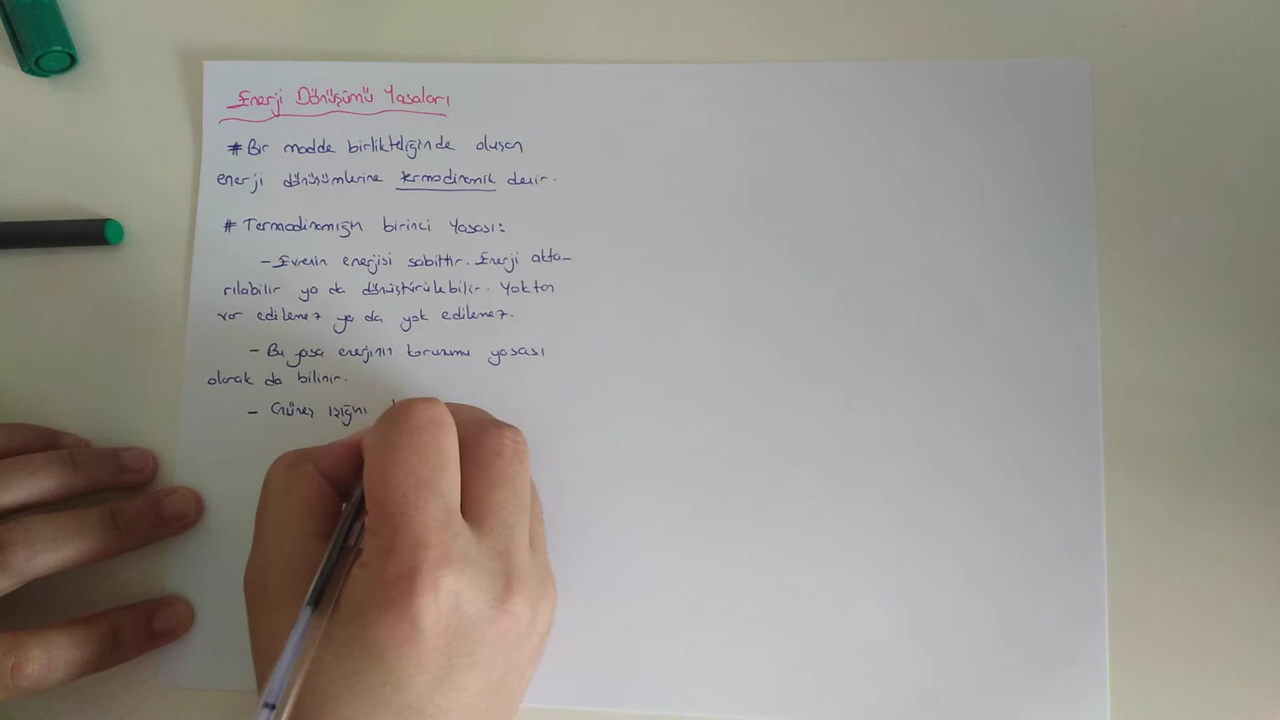 Enerji Dönüşümü Yasaları
# Bir madde birlikteliğinde oluşan
enerji dönüşümlerine termodinamik denir.
# Termodinamiğin birinci Yasası:
- Evrenin enerjisi sabittir. Enerji akta-
rılabilir ya da dönüştürülebilir. Yoktan
var edilemez ya da yok edilemez.
- Bu yasa enerjinin korunumu yasası
olarak da bilinir.
- Güneş ışığını